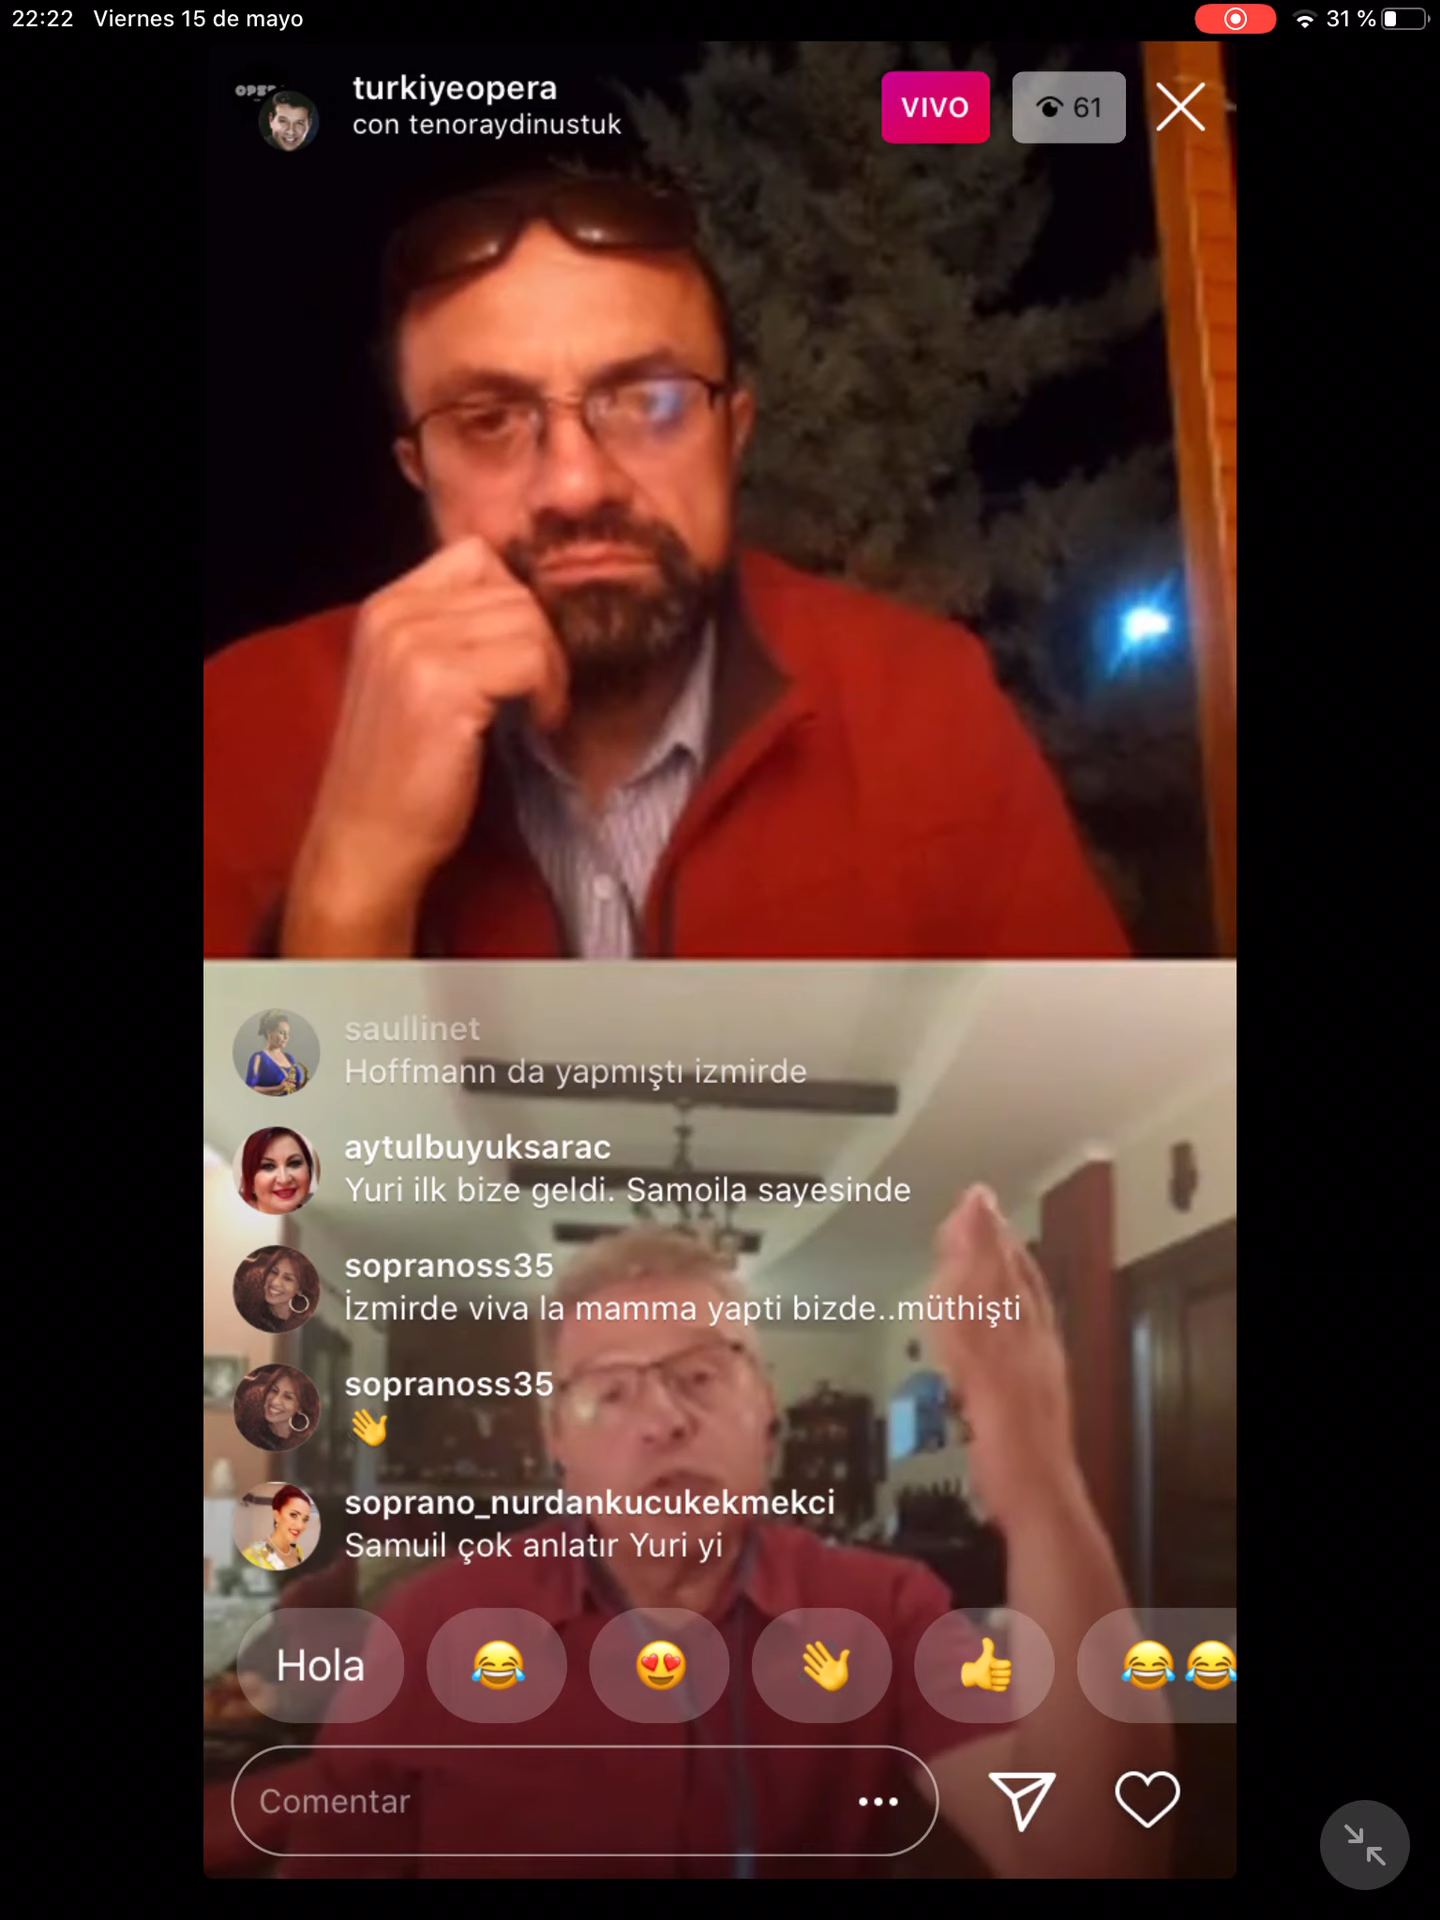 22:22 Viernes 15 de mayo
31 %
OPER
turkiyeopera
con tenoraydinustuk
VIVO
61
saullinet
Hoffmann da yapmıştı izmirde
aytulbuyuksarac
Yuri ilk bize geldi. Samoila sayesinde
sopranoss35
İzmirde viva la mamma yapti bizde..müthişti
sopranoss35
👋
soprano_nurdankucukekmekci
Samuil çok anlatır Yuri yi
Hola 😂 😍 👋 👍 😂 😂
Comentar